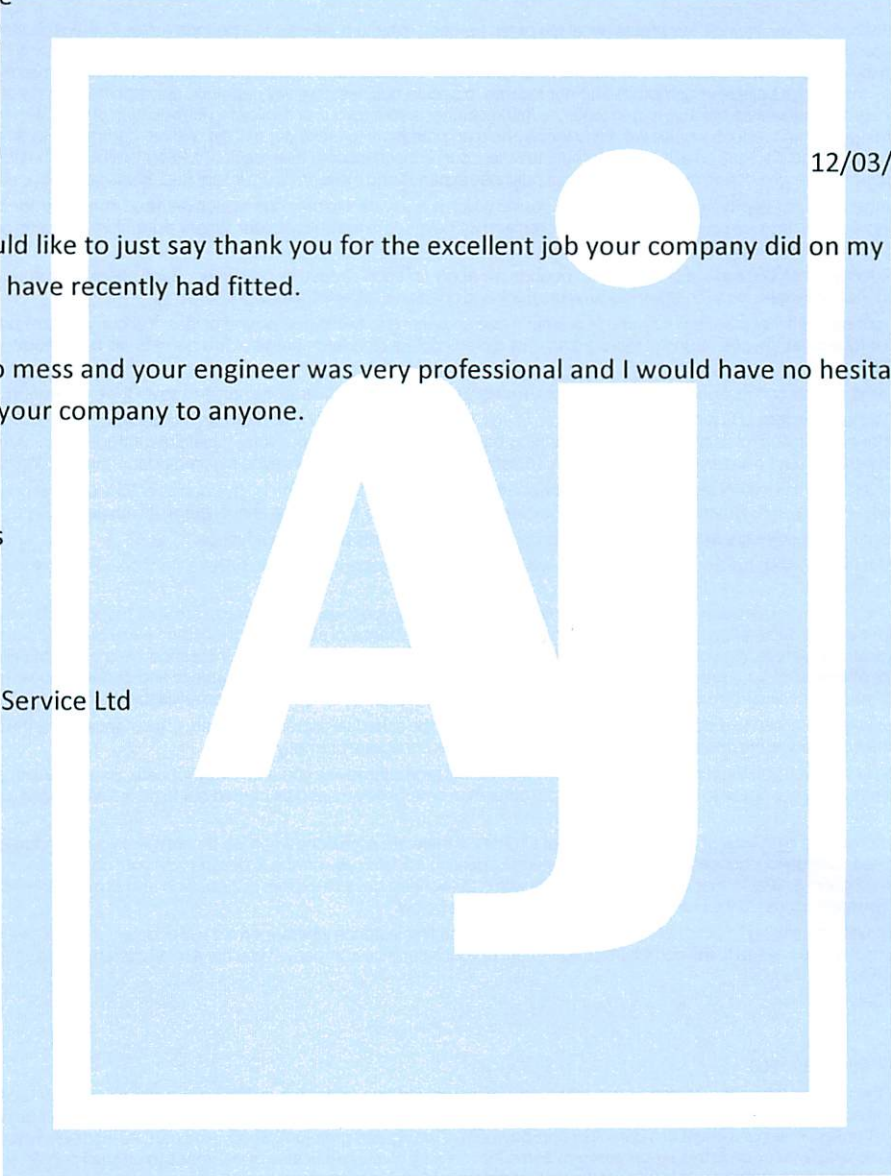 12/03/
uld like to just say thank you for the excellent job your company did on my
have recently had fitted.
mess and your engineer was very professional and I would have no hesita
your company to anyone.
Service Ltd
Aj